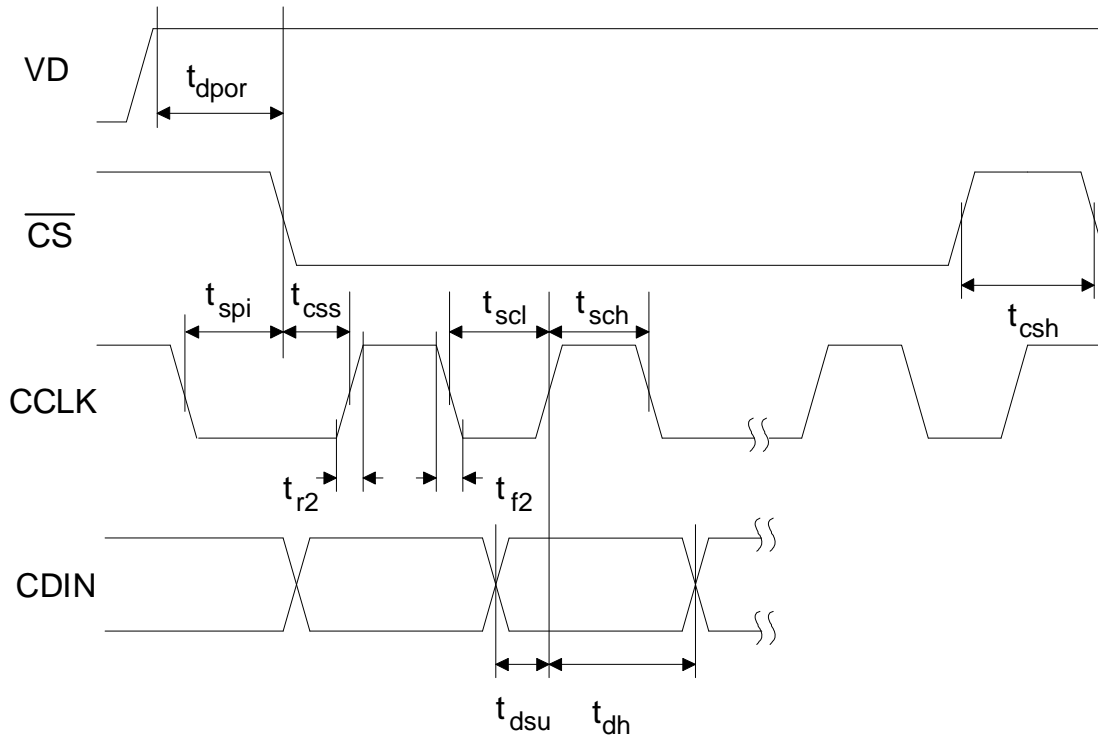 VD
t_dpor
CS
t_spi t_css t_scl t_sch t_csh
CCLK
t_r2 t_f2
CDIN
t_dsu t_dh